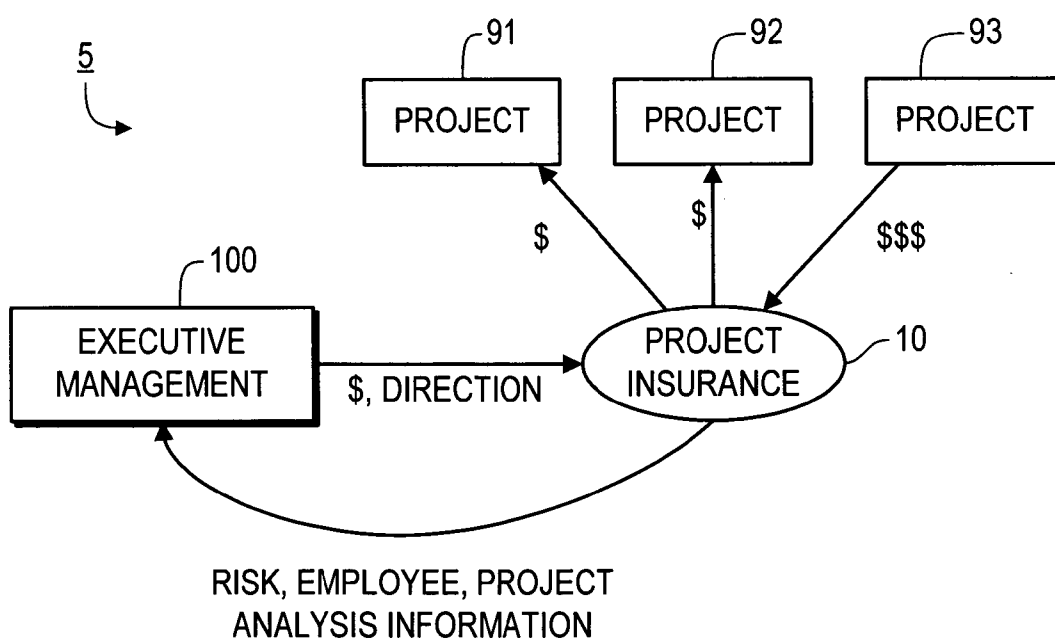 5
91
92
93
PROJECT
PROJECT
PROJECT
$
$
$$$
100
EXECUTIVE
MANAGEMENT
$, DIRECTION
PROJECT
INSURANCE
10
RISK, EMPLOYEE, PROJECT
ANALYSIS INFORMATION